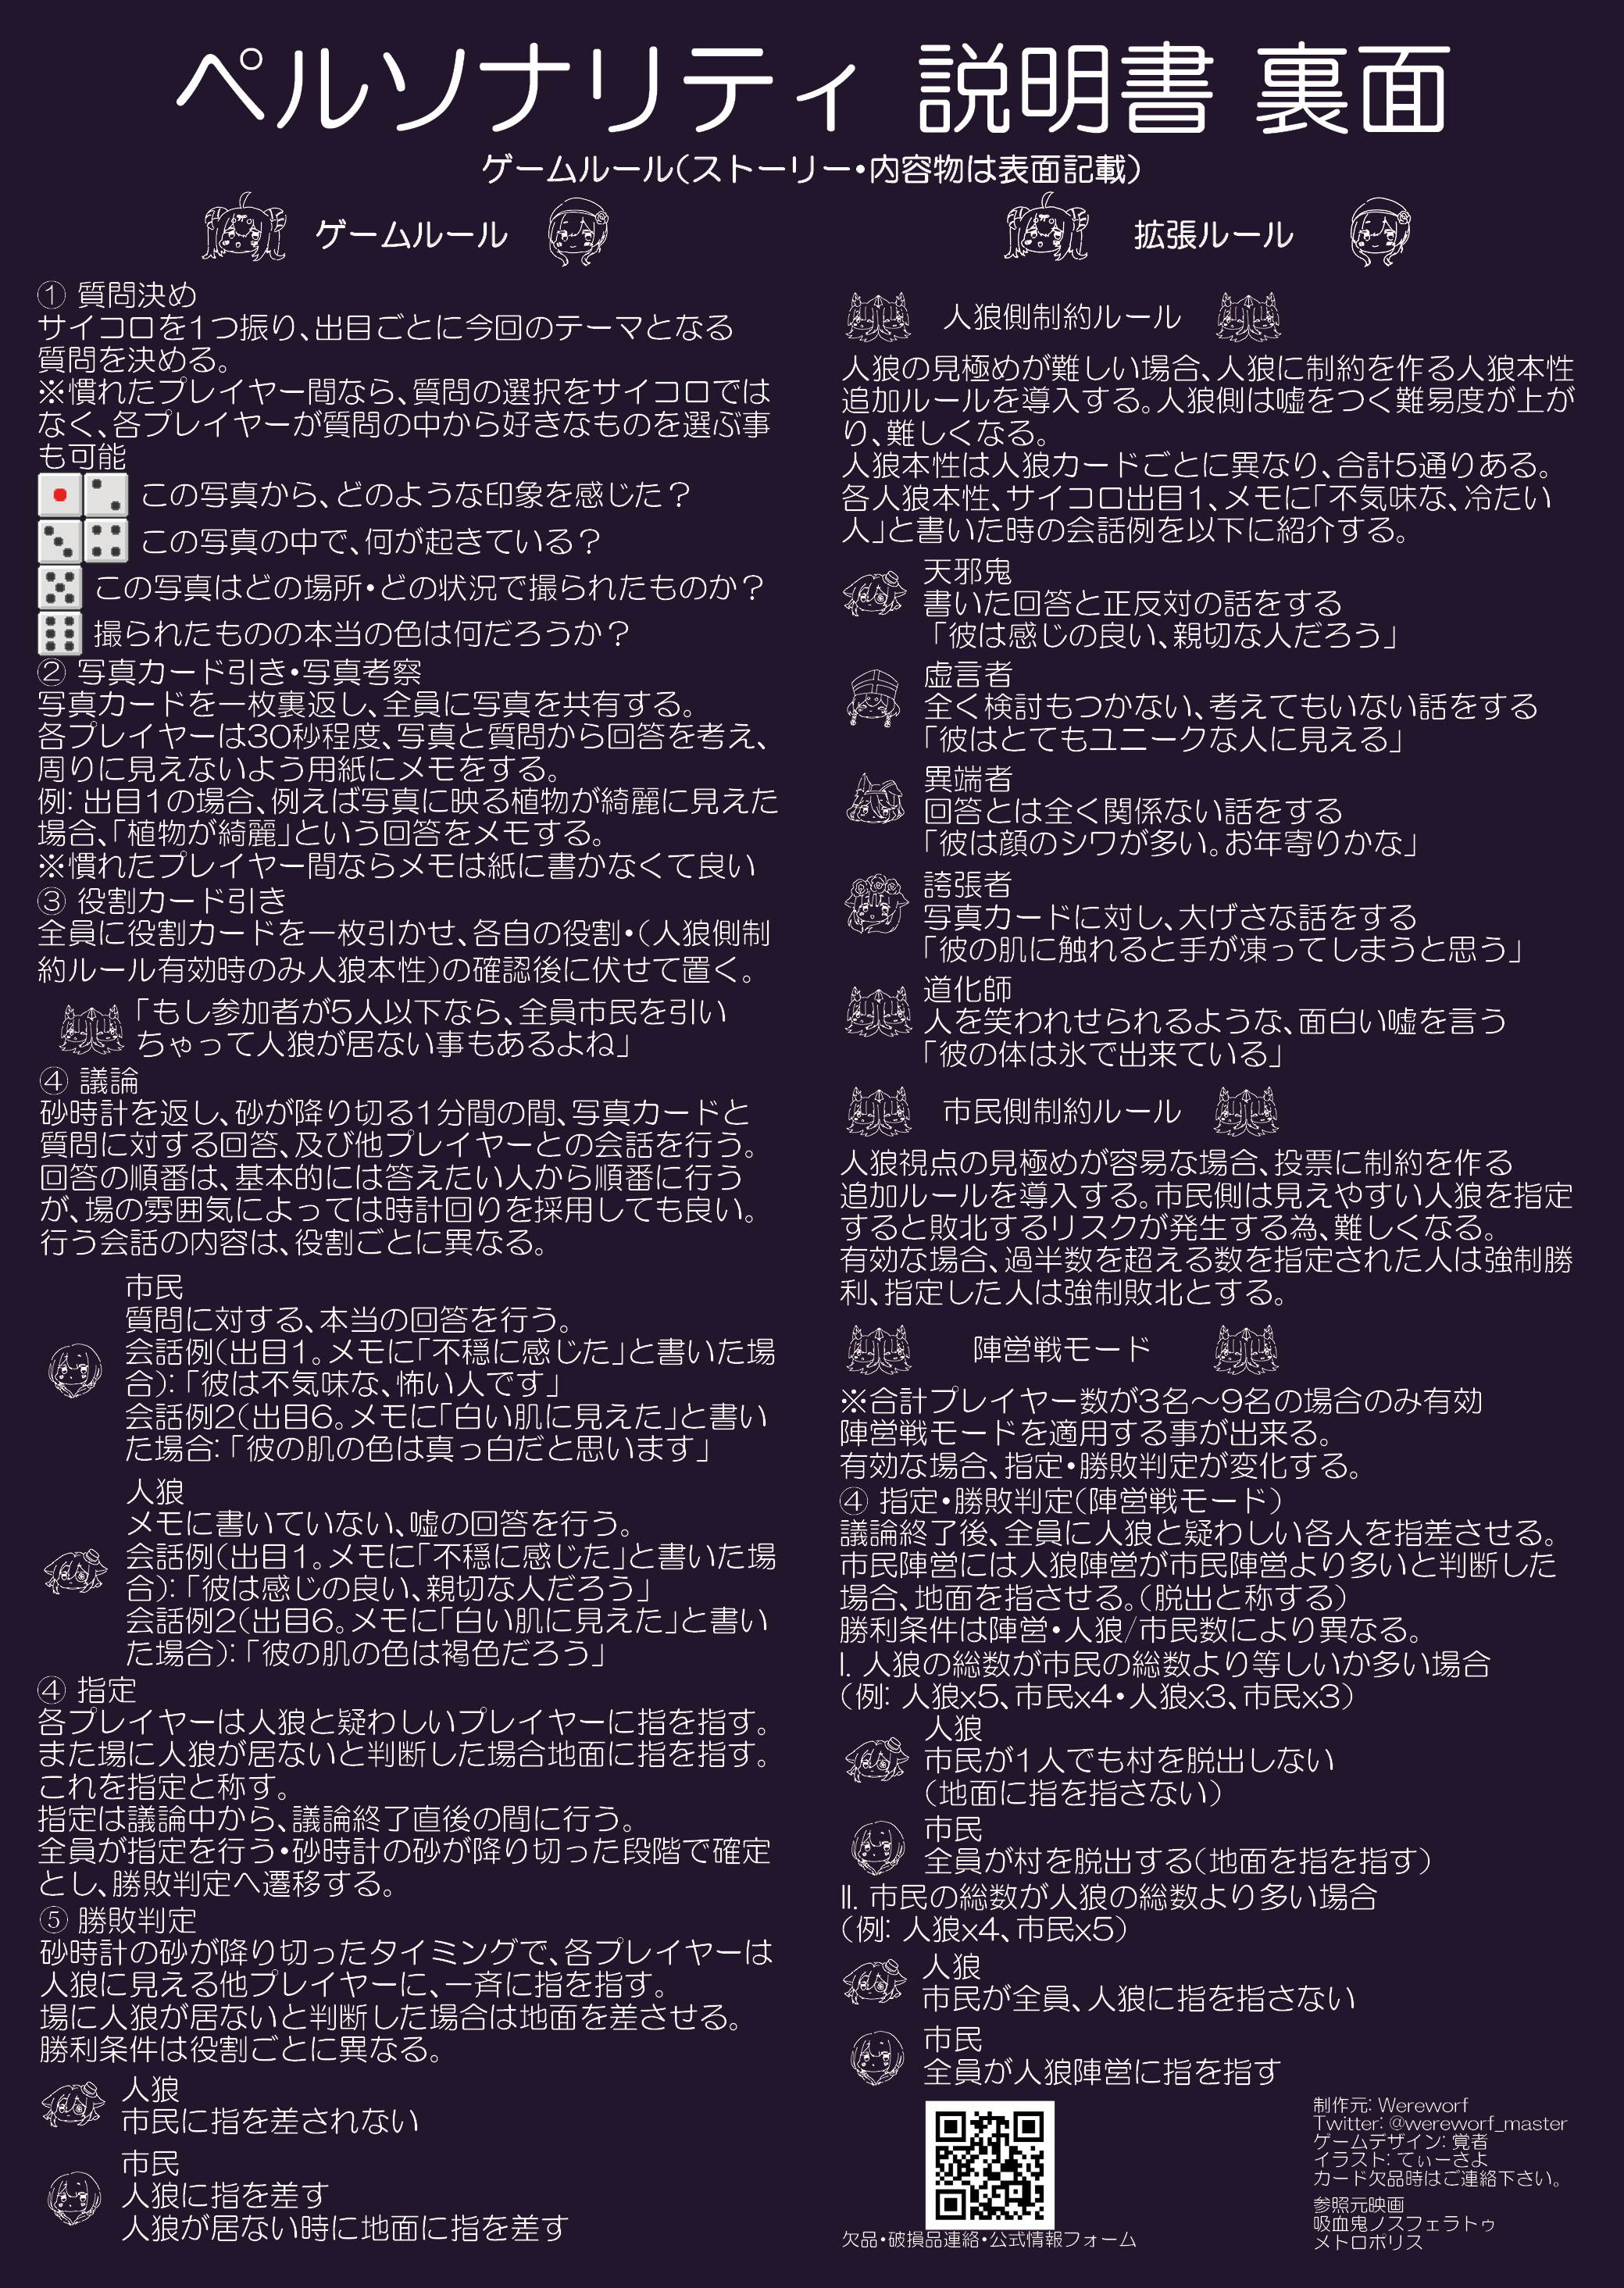 ペルソナリティ 説明書 裏面
ゲームルール(ストーリー・内容物は表面記載)
ゲームルール
① 質問決め
サイコロを1つ振り、出目ごとに今回のテーマとなる
質問を決める。
※慣れたプレイヤー間なら、質問の選択をサイコロでは
なく、各プレイヤーが質問の中から好きなものを選ぶ事
も可能
この写真から、どのような印象を感じた?
この写真の中で、何が起きている?
この写真はどの場所・どの状況で撮られたものか?
撮られたものの本当の色は何だろうか?
② 写真カード引き・写真考察
写真カードを一枚裏返し、全員に写真を共有する。
各プレイヤーは30秒程度、写真と質問から回答を考え、
周りに見えないよう用紙にメモをする。
例: 出目1の場合、例えば写真に映る植物が綺麗に見えた
場合、「植物が綺麗」という回答をメモする。
※慣れたプレイヤー間ならメモは紙に書かなくて良い
③ 役割カード引き
全員に役割カードを一枚引かせ、各自の役割・(人狼側制
約ルール有効時のみ人狼本性)の確認後に伏せて置く。
「もし参加者が5人以下なら、全員市民を引い
ちゃって人狼が居ない事もあるよね」
④ 議論
砂時計を返し、砂が降り切る1分間の間、写真カードと
質問に対する回答、及び他プレイヤーとの会話を行う。
回答の順番は、基本的には答えたい人から順番に行う
が、場の雰囲気によっては時計回りを採用しても良い。
行う会話の内容は、役割ごとに異なる。
市民
質問に対する、本当の回答を行う。
会話例(出目1。メモに「不穏に感じた」と書いた場
合):「彼は不気味な、怖い人です」
会話例2(出目6。メモに「白い肌に見えた」と書い
た場合:「彼の肌の色は真っ白だと思います」
人狼
メモに書いていない、嘘の回答を行う。
会話例(出目1。メモに「不穏に感じた」と書いた場
合):「彼は感じの良い、親切な人だろう」
会話例2(出目6。メモに「白い肌に見えた」と書い
た場合):「彼の肌の色は褐色だろう」
④ 指定
各プレイヤーは人狼と疑わしいプレイヤーに指を指す。
また場に人狼が居ないと判断した場合地面に指を指す。
これを指定と称す。
指定は議論中から、議論終了直後の間に行う。
全員が指定を行う・砂時計の砂が降り切った段階で確定
とし、勝敗判定へ遷移する。
⑤ 勝敗判定
砂時計の砂が降り切ったタイミングで、各プレイヤーは
人狼に見える他プレイヤーに、一斉に指を指す。
場に人狼が居ないと判断した場合は地面を差させる。
勝利条件は役割ごとに異なる。
人狼
市民に指を差されない
市民
人狼に指を差す
人狼が居ない時に地面に指を差す
拡張ルール
人狼側制約ルール
人狼の見極めが難しい場合、人狼に制約を作る人狼本性
追加ルールを導入する。人狼側は嘘をつく難易度が上が
り、難しくなる。
人狼本性は人狼カードごとに異なり、合計5通りある。
各人狼本性、サイコロ出目1、メモに「不気味な、冷たい
人」と書いた時の会話例を以下に紹介する。
天邪鬼
書いた回答と正反対の話をする
「彼は感じの良い、親切な人だろう」
虚言者
全く検討もつかない、考えてもいない話をする
「彼はとてもユニークな人に見える」
異端者
回答とは全く関係ない話をする
「彼は顔のシワが多い。お年寄りかな」
誇張者
写真カードに対し、大げさな話をする
「彼の肌に触れると手が凍ってしまうと思う」
道化師
人を笑われせられるような、面白い嘘を言う
「彼の体は氷で出来ている」
市民側制約ルール
人狼視点の見極めが容易な場合、投票に制約を作る
追加ルールを導入する。市民側は見えやすい人狼を指定
すると敗北するリスクが発生する為、難しくなる。
有効な場合、過半数を超える数を指定された人は強制勝
利、指定した人は強制敗北とする。
陣営戦モード
※合計プレイヤー数が3名〜9名の場合のみ有効
陣営戦モードを適用する事が出来る。
有効な場合、指定・勝敗判定が変化する。
④ 指定・勝敗判定(陣営戦モード)
議論終了後、全員に人狼と疑わしい各人を指差させる。
市民陣営には人狼陣営が市民陣営より多いと判断した
場合、地面を指させる。(脱出と称する)
勝利条件は陣営・人狼/市民数により異なる。
I. 人狼の総数が市民の総数より等しいか多い場合
(例: 人狼x5、市民x4・人狼x3、市民x3)
人狼
市民が1人でも村を脱出しない
(地面に指を指さない)
市民
全員が村を脱出する(地面を指を指す)
II. 市民の総数が人狼の総数より多い場合
(例: 人狼x4、市民x5)
人狼
市民が全員、人狼に指を指さない
市民
全員が人狼陣営に指を指す
欠品・破損品連絡・公式情報フォーム
制作元: Wereworf
Twitter: @wereworf_master
ゲームデザイン: 覚者
イラスト: てぃーさよ
カード欠品時はご連絡下さい。
参照元映画
吸血鬼ノスフェラトゥ
メトロポリス